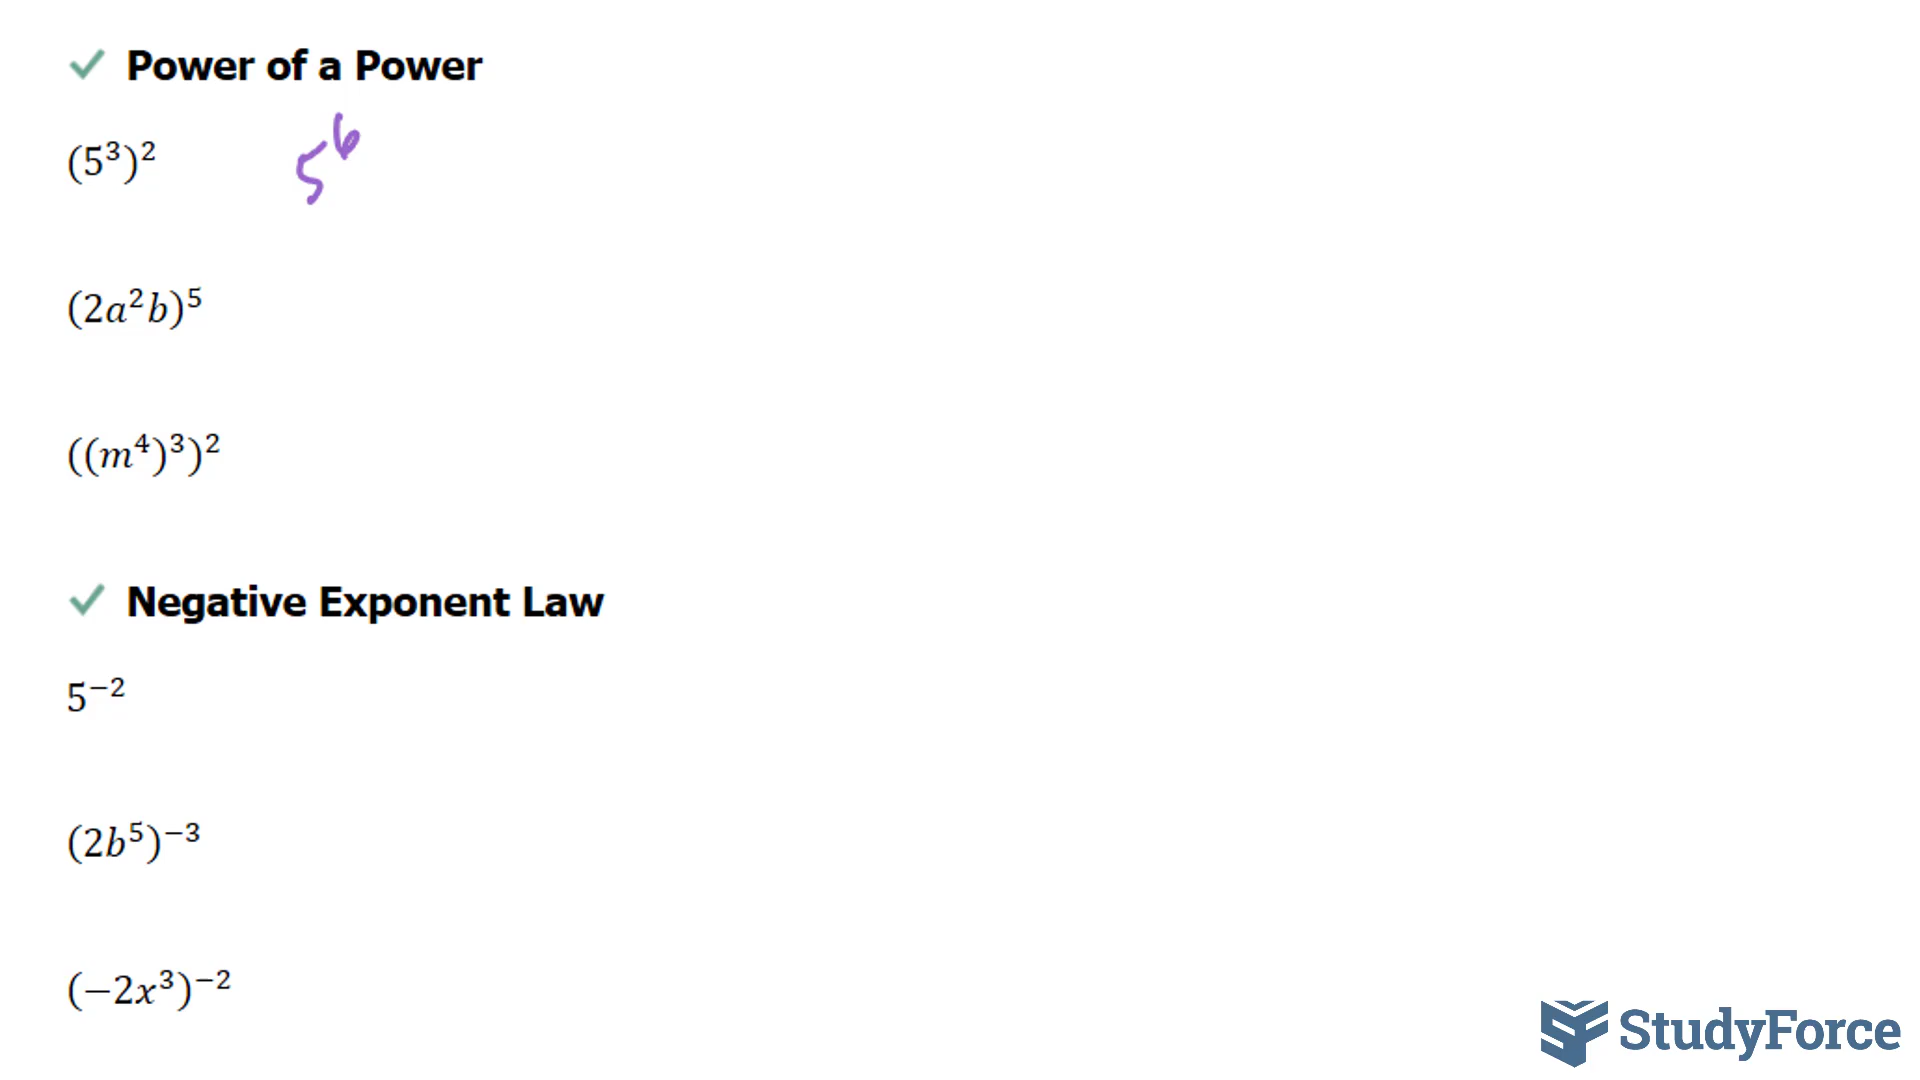 ✓ Power of a Power
(5³)² 5⁶
(2a²b)⁵
((m⁴)³)²
✓ Negative Exponent Law
5⁻²
(2b⁵)⁻³
(−2x³)⁻²
StudyForce